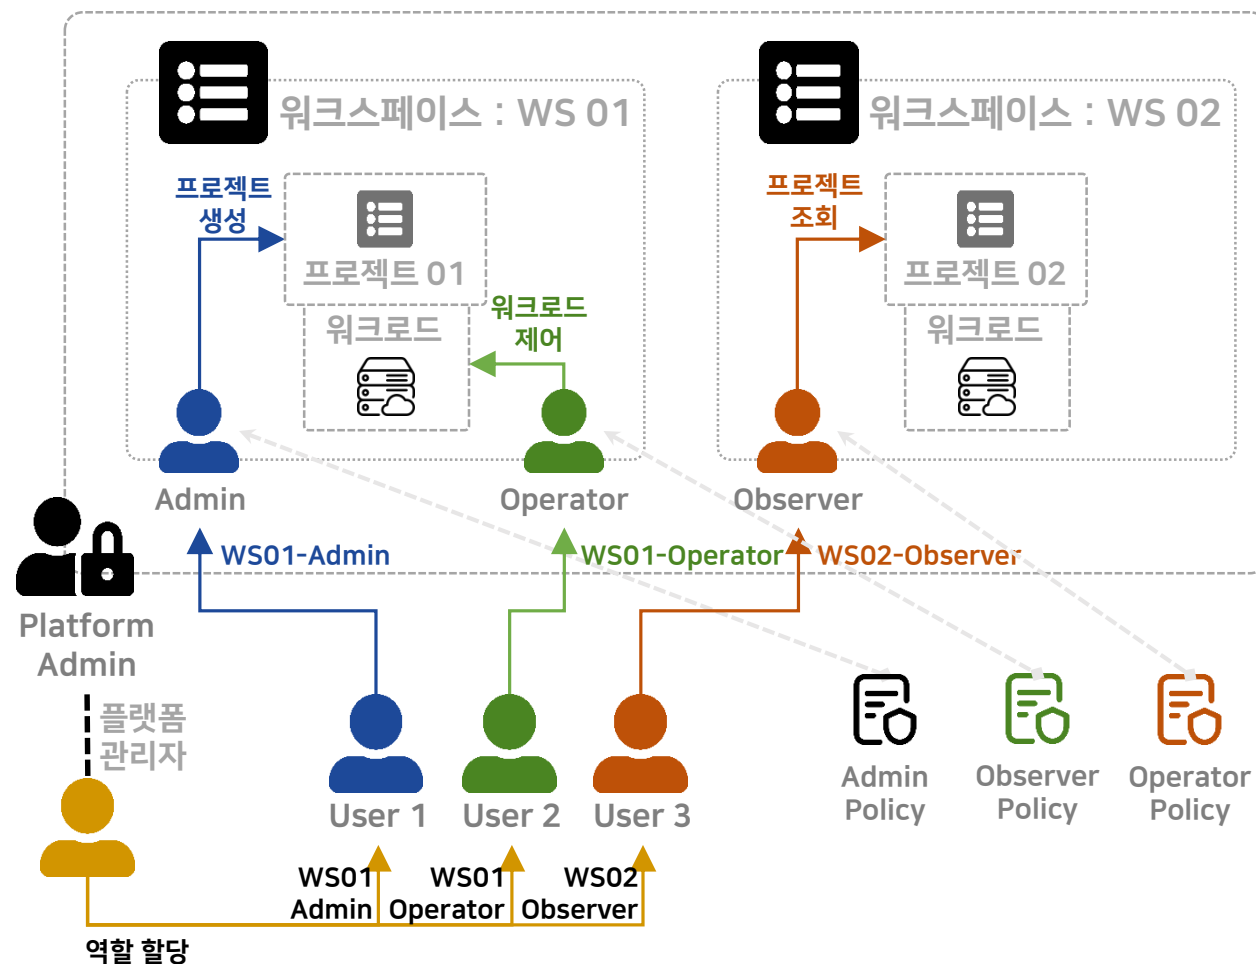 워크스페이스 : WS 01
워크스페이스 : WS 02
프로젝트
생성
프로젝트 01
워크로드
워크로드
제어
프로젝트
조회
프로젝트 02
워크로드
Admin
Operator
Observer
WS01-Admin
WS01-Operator
WS02-Observer
Platform
Admin
플랫폼
관리자
User 1
User 2
User 3
Admin
Policy
Observer
Policy
Operator
Policy
WS01
Admin
WS01
Operator
WS02
Observer
역할 할당